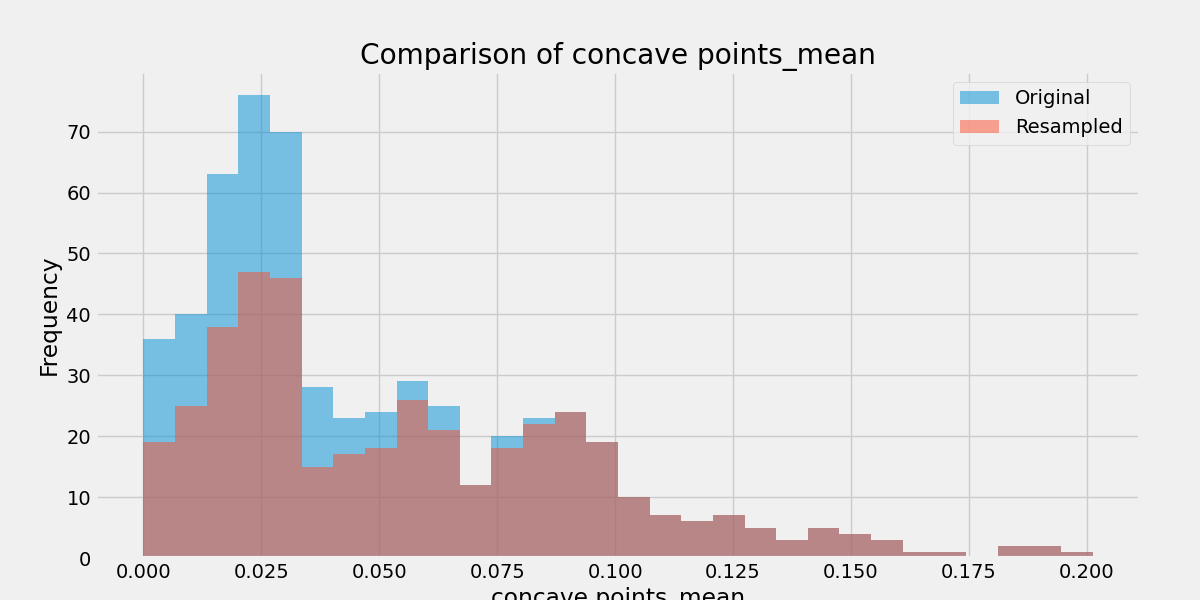 Comparison of concave points_mean
Original
Resampled
Frequency
70
60
50
40
30
20
10
0
0.000 0.025 0.050 0.075 0.100 0.125 0.150 0.175 0.200
concave points_mean